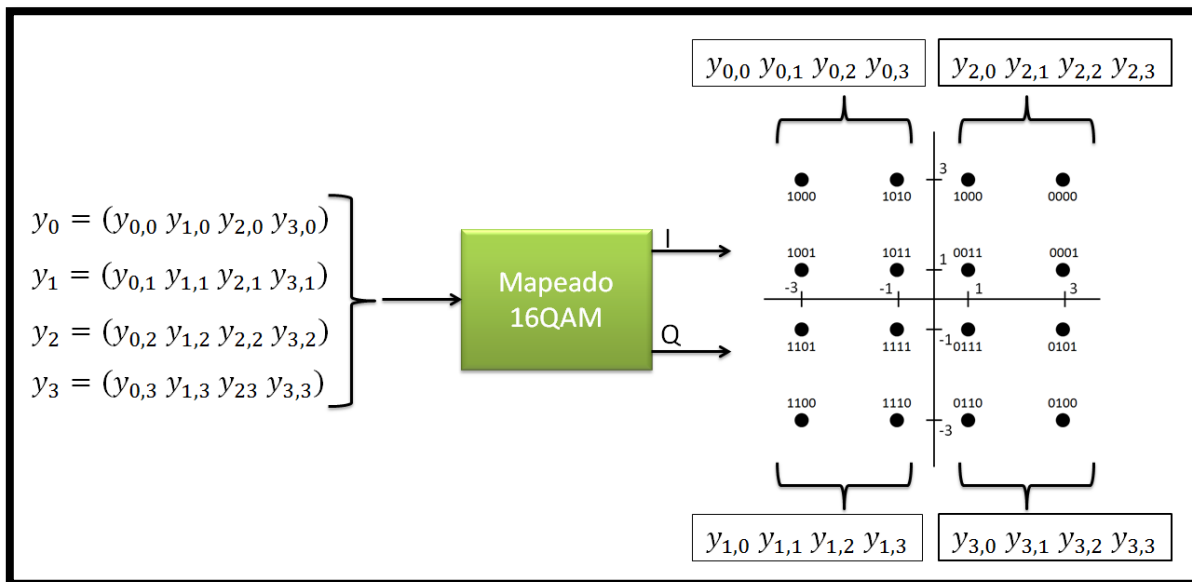 y0,0 y0,1 y0,2 y0,3
y2,0 y2,1 y2,2 y2,3
y0 = (y0,0 y1,0 y2,0 y3,0)
y1 = (y0,1 y1,1 y2,1 y3,1)
y2 = (y0,2 y1,2 y2,2 y3,2)
y3 = (y0,3 y1,3 y23 y3,3)
Mapeado
16QAM
I
Q
3
1000 1010 1000 0000
1001 1011 0011 0001
1
-3 -1 1 3
-1
1101 1111 0111 0101
1100 1110 0110 0100
-3
y1,0 y1,1 y1,2 y1,3
y3,0 y3,1 y3,2 y3,3